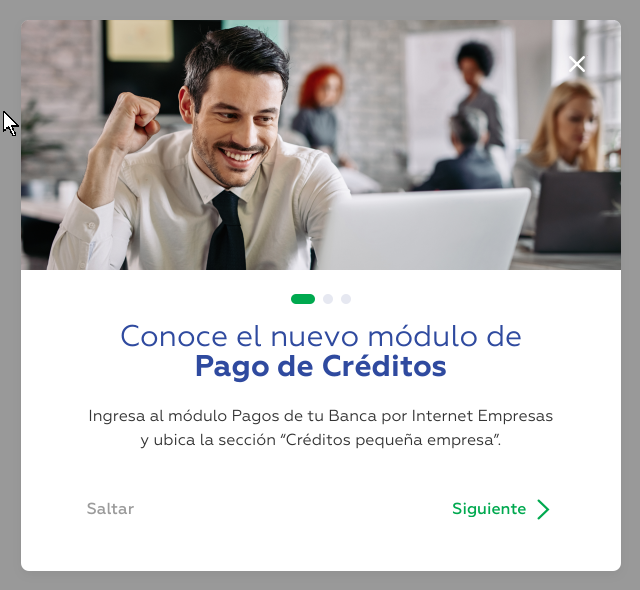 Conoce el nuevo módulo de
Pago de Créditos
Ingresa al módulo Pagos de tu Banca por Internet Empresas
y ubica la sección “Créditos pequeña empresa”.
Saltar
Siguiente